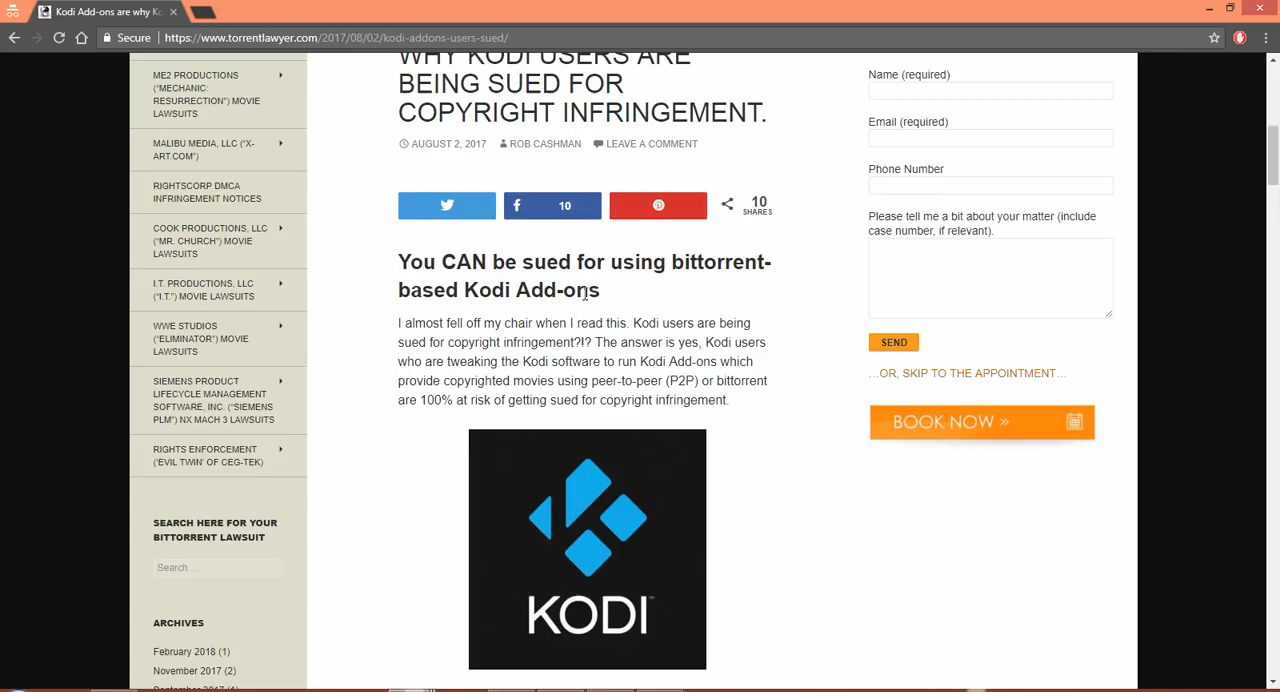 Kodi Add-ons are why Ko
Secure | https://www.torrentlawyer.com/2017/08/02/kodi-addons-users-sued/
ME2 PRODUCTIONS
("MECHANIC:
RESURRECTION") MOVIE
LAWSUITS
MALIBU MEDIA, LLC ("X-
ART.COM")
RIGHTSCORP DMCA
INFRINGEMENT NOTICES
COOK PRODUCTIONS, LLC
("MR. CHURCH") MOVIE
LAWSUITS
I.T. PRODUCTIONS, LLC
("I.T.") MOVIE LAWSUITS
WWE STUDIOS
("ELIMINATOR") MOVIE
LAWSUITS
SIEMENS PRODUCT
LIFECYCLE MANAGEMENT
SOFTWARE, INC. ("SIEMENS
PLM") NX MACH 3 LAWSUITS
RIGHTS ENFORCEMENT
('EVIL TWIN' OF CEG-TEK)
SEARCH HERE FOR YOUR
BITTORRENT LAWSUIT
Search ...
ARCHIVES
February 2018 (1)
November 2017 (2)
September 2017 (1)
WHY KODI USERS ARE
BEING SUED FOR
COPYRIGHT INFRINGEMENT.
AUGUST 2, 2017 ROB CASHMAN LEAVE A COMMENT
10
10
SHARES
You CAN be sued for using bittorrent-
based Kodi Add-ons
I almost fell off my chair when I read this. Kodi users are being
sued for copyright infringement?!? The answer is yes, Kodi users
who are tweaking the Kodi software to run Kodi Add-ons which
provide copyrighted movies using peer-to-peer (P2P) or bittorrent
are 100% at risk of getting sued for copyright infringement.
KODI™
Name (required)
Email (required)
Phone Number
Please tell me a bit about your matter (include
case number, if relevant).
SEND
…OR, SKIP TO THE APPOINTMENT…
BOOK NOW »